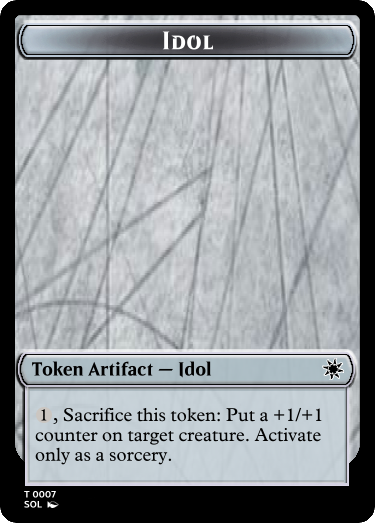 Idol
Token Artifact — Idol
1, Sacrifice this token: Put a +1/+1
counter on target creature. Activate
only as a sorcery.
T 0007
SOL